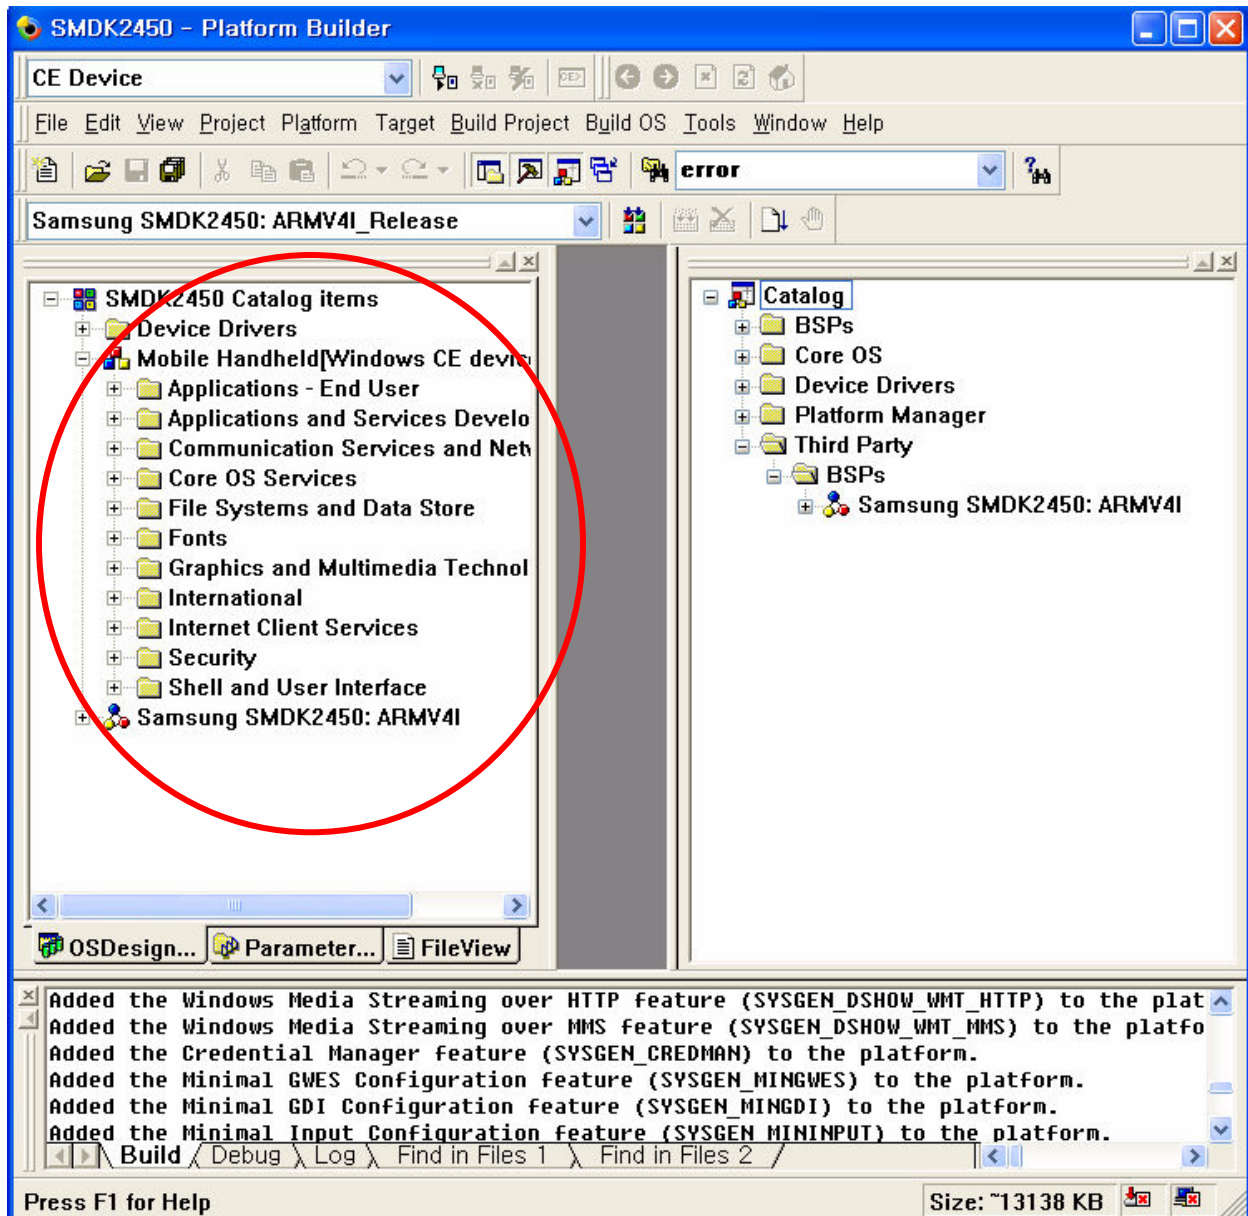 SMDK2450 - Platform Builder
CE Device
CE>
File Edit View Project Platform Target Build Project Build OS Tools Window Help
error
Samsung SMDK2450: ARMV4I_Release
SMDK2450 Catalog items
Device Drivers
Mobile Handheld[Windows CE devic
Applications - End User
Applications and Services Develo
Communication Services and Netw
Core OS Services
File Systems and Data Store
Fonts
Graphics and Multimedia Technol
International
Internet Client Services
Security
Shell and User Interface
Samsung SMDK2450: ARMV4I
OSDesign... Parameter... FileView
Catalog
BSPs
Core OS
Device Drivers
Platform Manager
Third Party
BSPs
Samsung SMDK2450: ARMV4I
Added the Windows Media Streaming over HTTP feature (SYSGEN_DSHOW_WMT_HTTP) to the plat
Added the Windows Media Streaming over MMS feature (SYSGEN_DSHOW_WMT_MMS) to the platfo
Added the Credential Manager feature (SYSGEN_CREDMAN) to the platform.
Added the Minimal GWES Configuration feature (SYSGEN_MINGWES) to the platform.
Added the Minimal GDI Configuration feature (SYSGEN_MINGDI) to the platform.
Added the Minimal Input Configuration feature (SYSGEN_MININPUT) to the platform.
Build Debug Log Find in Files 1 Find in Files 2
Press F1 for Help
Size: ~13138 KB